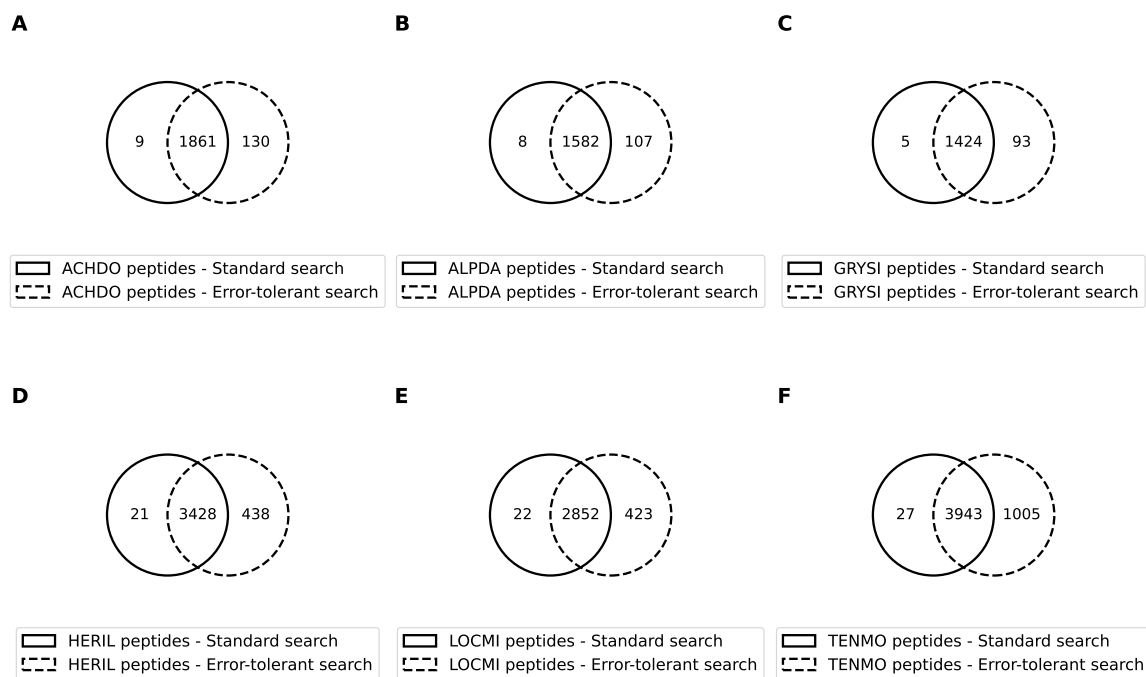 A
B
C
9 1861 130
8 1582 107
5 1424 93
ACHDO peptides - Standard search
ACHDO peptides - Error-tolerant search
ALPDA peptides - Standard search
ALPDA peptides - Error-tolerant search
GRYSI peptides - Standard search
GRYSI peptides - Error-tolerant search
D
E
F
21 3428 438
22 2852 423
27 3943 1005
HERIL peptides - Standard search
HERIL peptides - Error-tolerant search
LOCMI peptides - Standard search
LOCMI peptides - Error-tolerant search
TENMO peptides - Standard search
TENMO peptides - Error-tolerant search